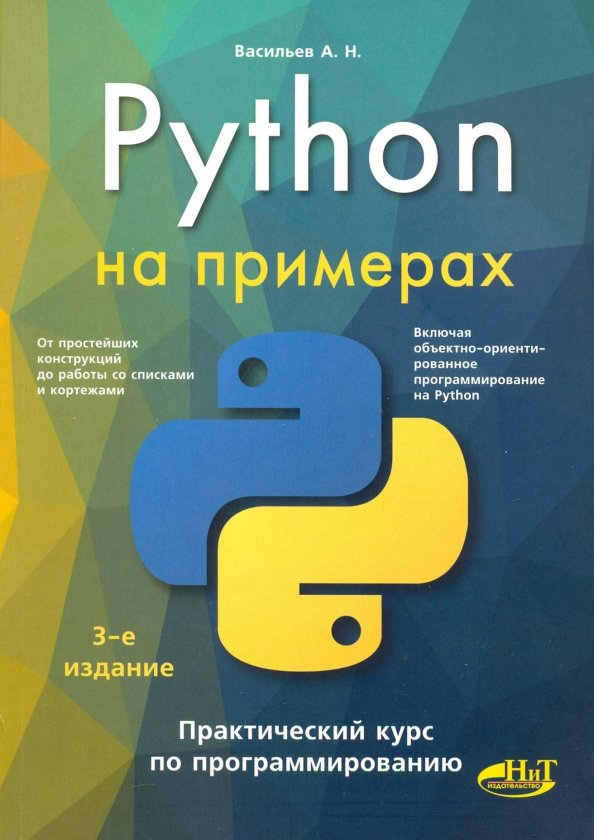 Васильев А. Н.
Python
на примерах
От простейших
конструкций
до работы со списками
и кортежами
Включая
объектно-ориенти-
рованное
программирование
на Python
3-е
издание
Практический курс
по программированию
НиТ
издательство